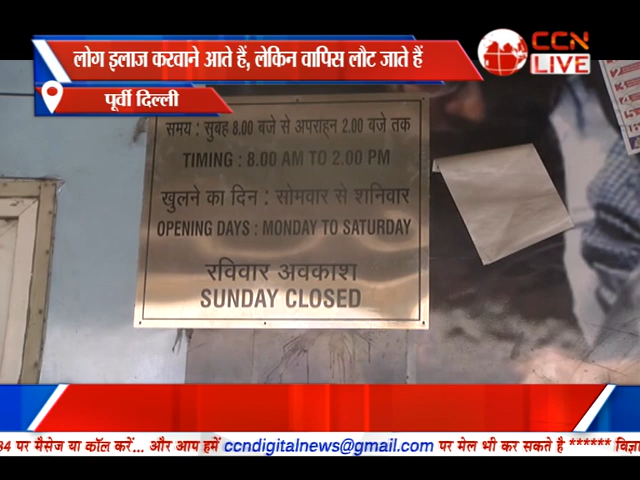 लोग इलाज करवाने आते हैं, लेकिन वापिस लौट जाते हैं
CCN
LIVE
पूर्वी दिल्ली
समय : सुबह 8.00 बजे से अपराहन 2.00 बजे तक
TIMING : 8.00 AM TO 2.00 PM
खुलने का दिन : सोमवार से शनिवार
OPENING DAYS : MONDAY TO SATURDAY
रविवार अवकाश
SUNDAY CLOSED
34 पर मैसेज या कॉल करें... और आप हमें ccndigitalnews@gmail.com पर मेल भी कर सकते है ****** विज्ञा